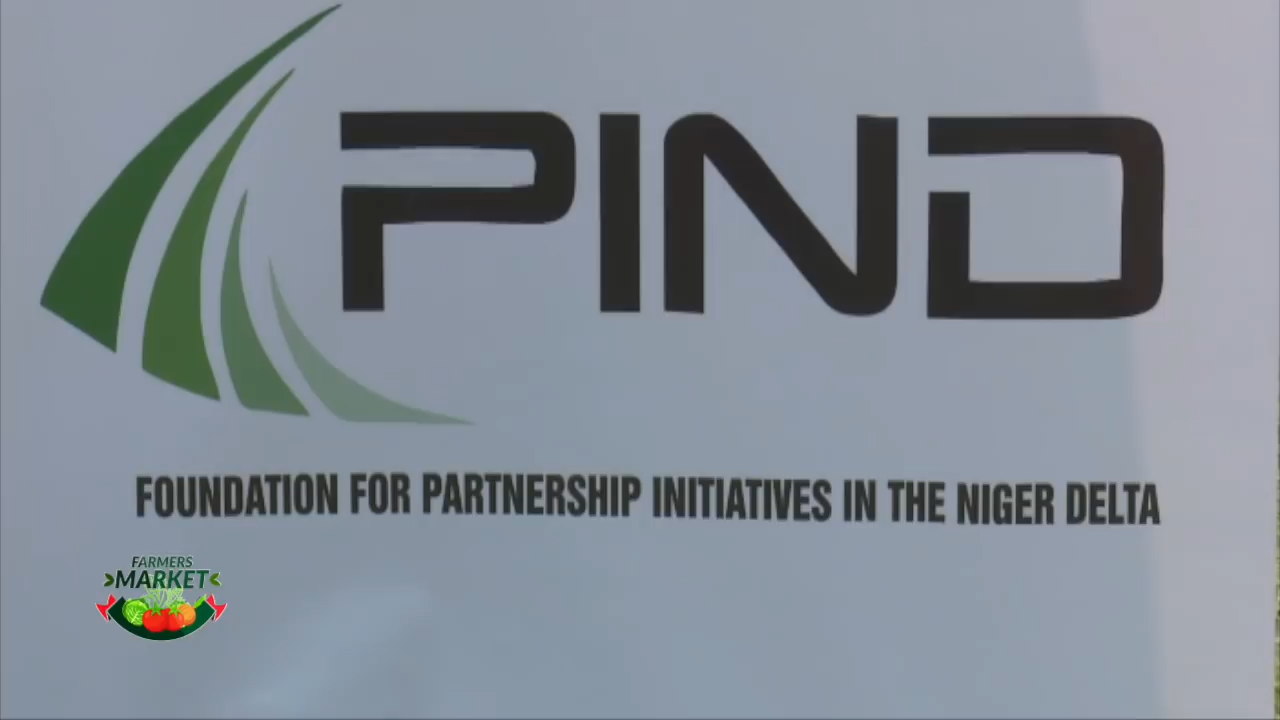 PIND
FOUNDATION FOR PARTNERSHIP INITIATIVES IN THE NIGER DELTA
FARMERS
MARKET